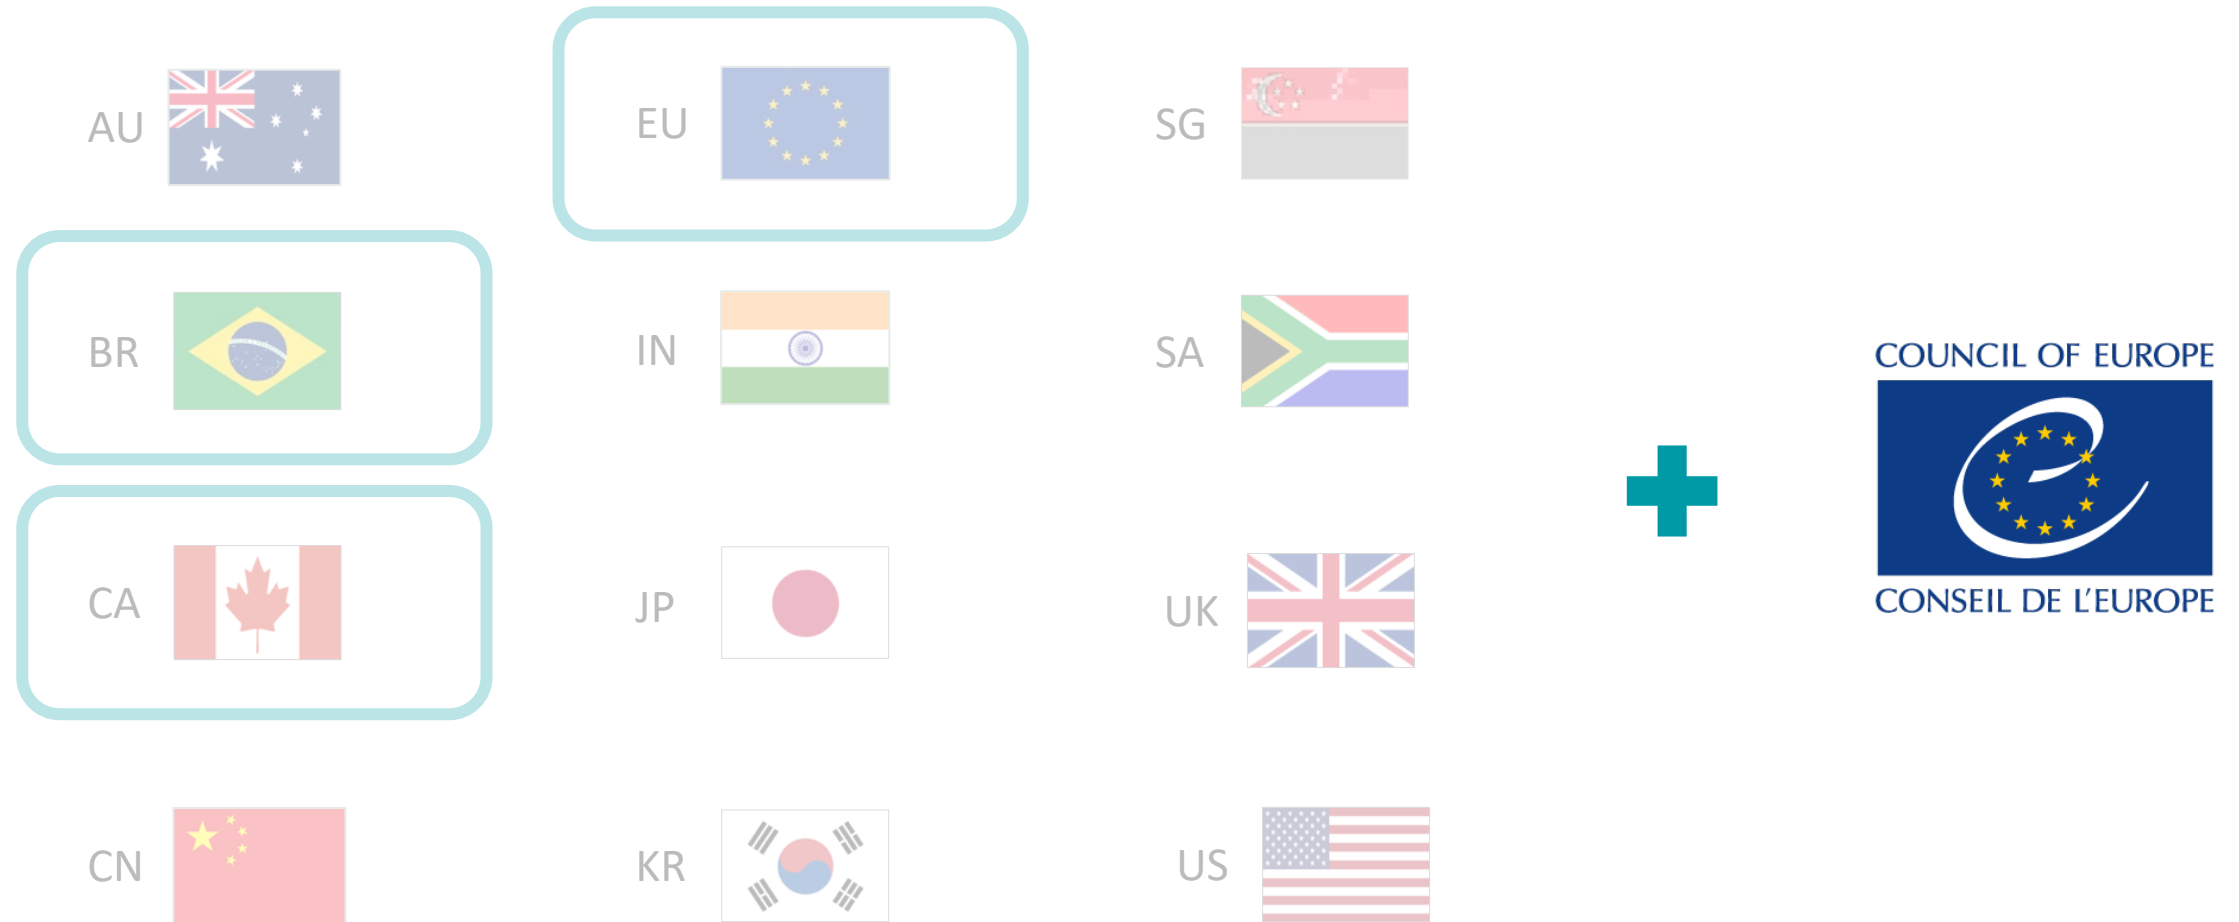 AU
BR
CA
CN
EU
IN
JP
KR
SG
SA
UK
US
COUNCIL OF EUROPE
CONSEIL DE L'EUROPE